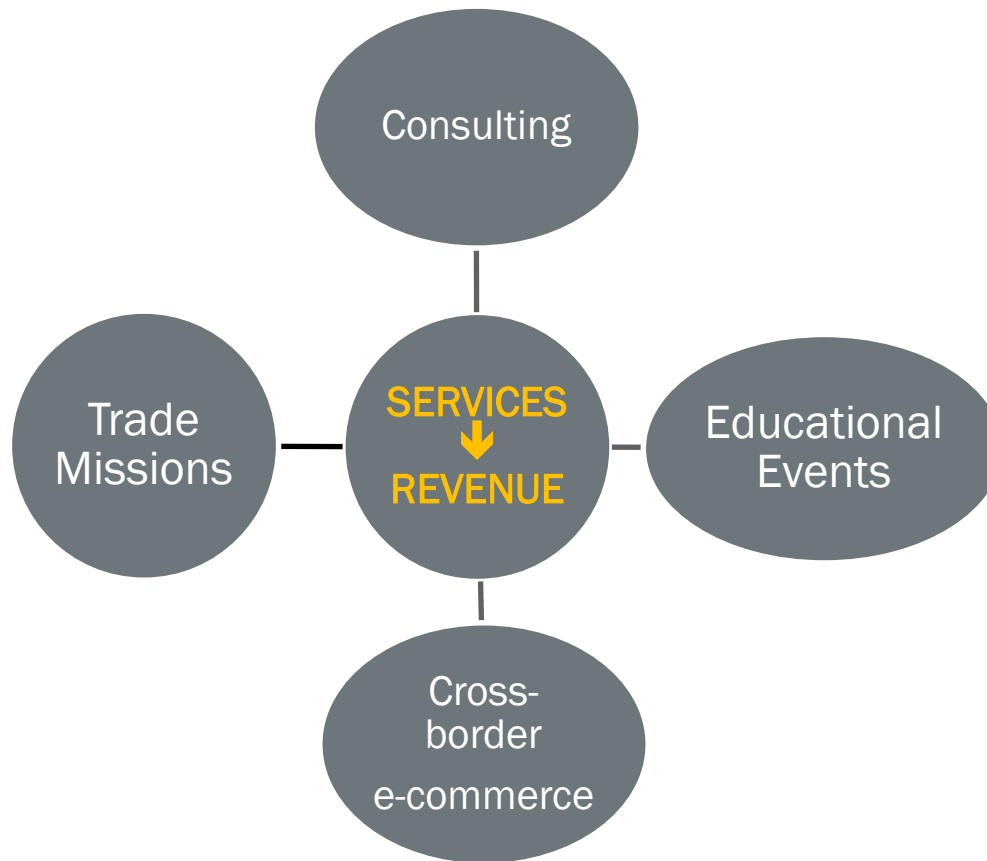 Consulting
Trade
Missions
SERVICES
REVENUE
Educational
Events
Cross-
border
e-commerce